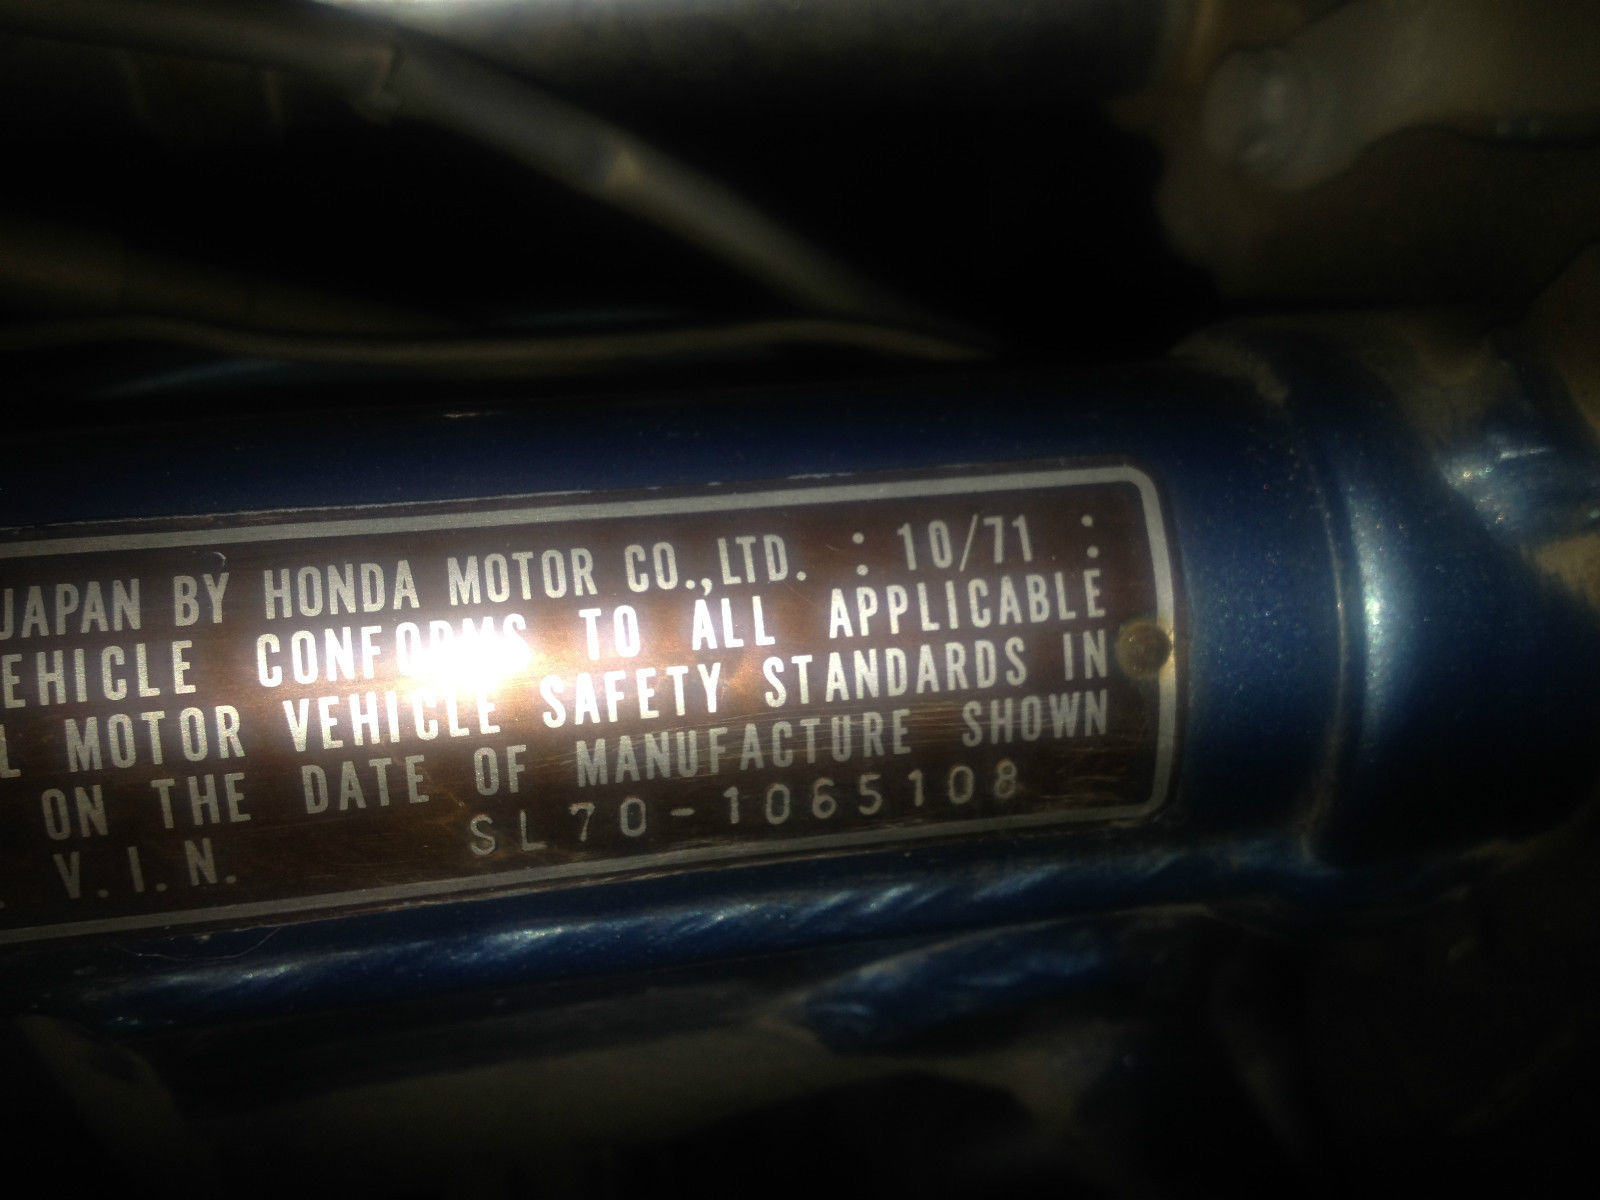 JAPAN BY HONDA MOTOR CO.,LTD. : 10/71 :
EHICLE CONFORMS TO ALL APPLICABLE
L MOTOR VEHICLE SAFETY STANDARDS IN
ON THE DATE OF MANUFACTURE SHOWN
. V.I.N. SL70-1065108